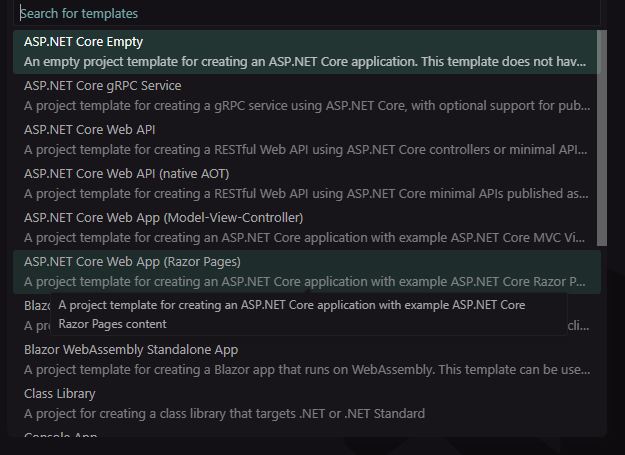 Search for templates
ASP.NET Core Empty
An empty project template for creating an ASP.NET Core application. This template does not hav...
ASP.NET Core gRPC Service
A project template for creating a gRPC service using ASP.NET Core, with optional support for pub...
ASP.NET Core Web API
A project template for creating a RESTful Web API using ASP.NET Core controllers or minimal API...
ASP.NET Core Web API (native AOT)
A project template for creating a RESTful Web API using ASP.NET Core minimal APIs published as...
ASP.NET Core Web App (Model-View-Controller)
A project template for creating an ASP.NET Core application with example ASP.NET Core MVC Vi...
ASP.NET Core Web App (Razor Pages)
A project template for creating an ASP.NET Core application with example ASP.NET Core Razor P...
Blaz
A project template for creating an ASP.NET Core application with example ASP.NET Core
Razor Pages content
A pro
cli...
Blazor WebAssembly Standalone App
A project template for creating a Blazor app that runs on WebAssembly. This template can be use...
Class Library
A project for creating a class library that targets .NET or .NET Standard
Console App